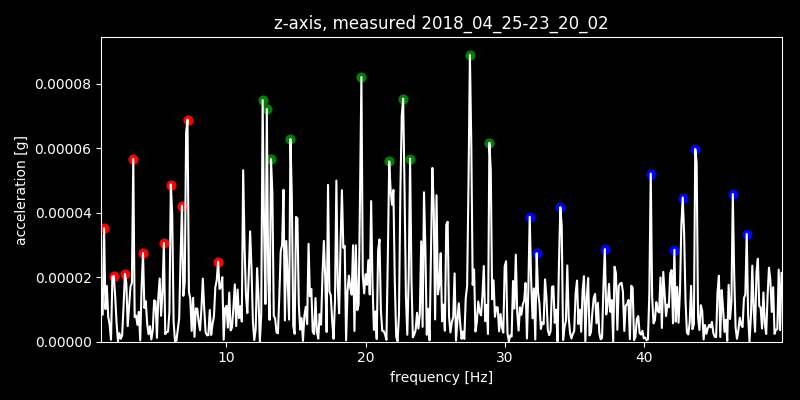 z-axis, measured 2018_04_25-23_20_02
acceleration [g]
0.00008
0.00006
0.00004
0.00002
0.00000
10 20 30 40
frequency [Hz]